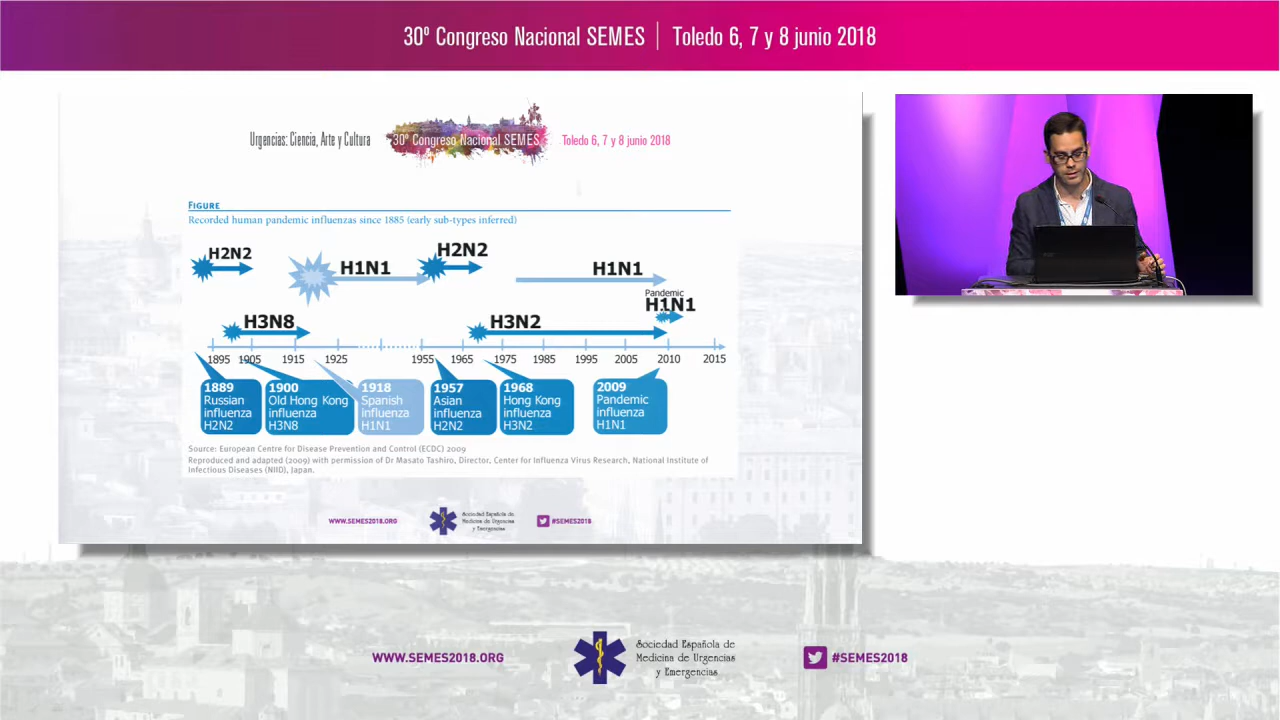 30º Congreso Nacional SEMES | Toledo 6, 7 y 8 junio 2018
Urgencias: Ciencia, Arte y Cultura
30º Congreso Nacional SEMES
Toledo 6, 7 y 8 junio 2018
FIGURE
Recorded human pandemic influenzas since 1885 (early sub-types inferred)
H2N2
H1N1
H2N2
H1N1
Pandemic
H1N1
H3N8
H3N2
1895 1905 1915 1925 1955 1965 1975 1985 1995 2005 2010 2015
1889
Russian
influenza
H2N2
1900
Old Hong Kong
influenza
H3N8
1918
Spanish
influenza
H1N1
1957
Asian
influenza
H2N2
1968
Hong Kong
influenza
H3N2
2009
Pandemic
influenza
H1N1
Source: European Centre for Disease Prevention and Control (ECDC) 2009
Reproduced and adapted (2009) with permission of Dr Masato Tashiro, Director, Center for Influenza Virus Research, National Institute of
Infectious Diseases (NIID), Japan.
WWW.SEMES2018.ORG
Sociedad Española de
Medicina de Urgencias
y Emergencias
#SEMES2018
WWW.SEMES2018.ORG
Sociedad Española de
Medicina de Urgencias
y Emergencias
#SEMES2018